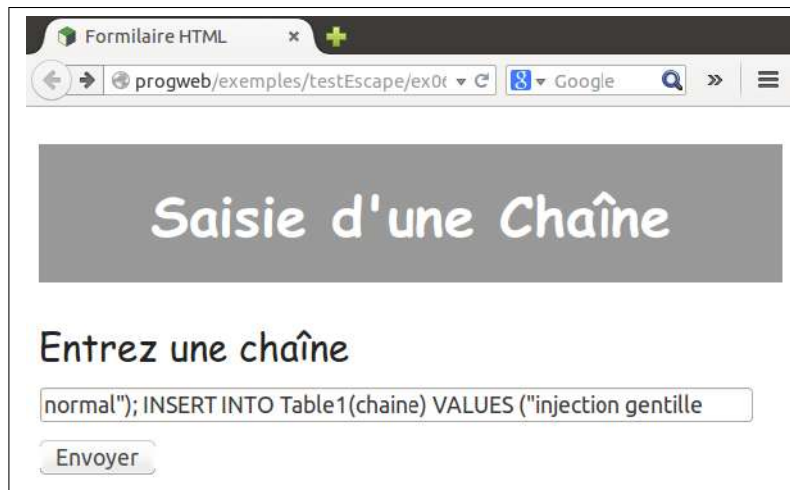 Formilaire HTML
progweb/exemples/testEscape/ex0 Google
Saisie d'une Chaîne
Entrez une chaîne
normal"); INSERT INTO Table1(chaine) VALUES ("injection gentille
Envoyer